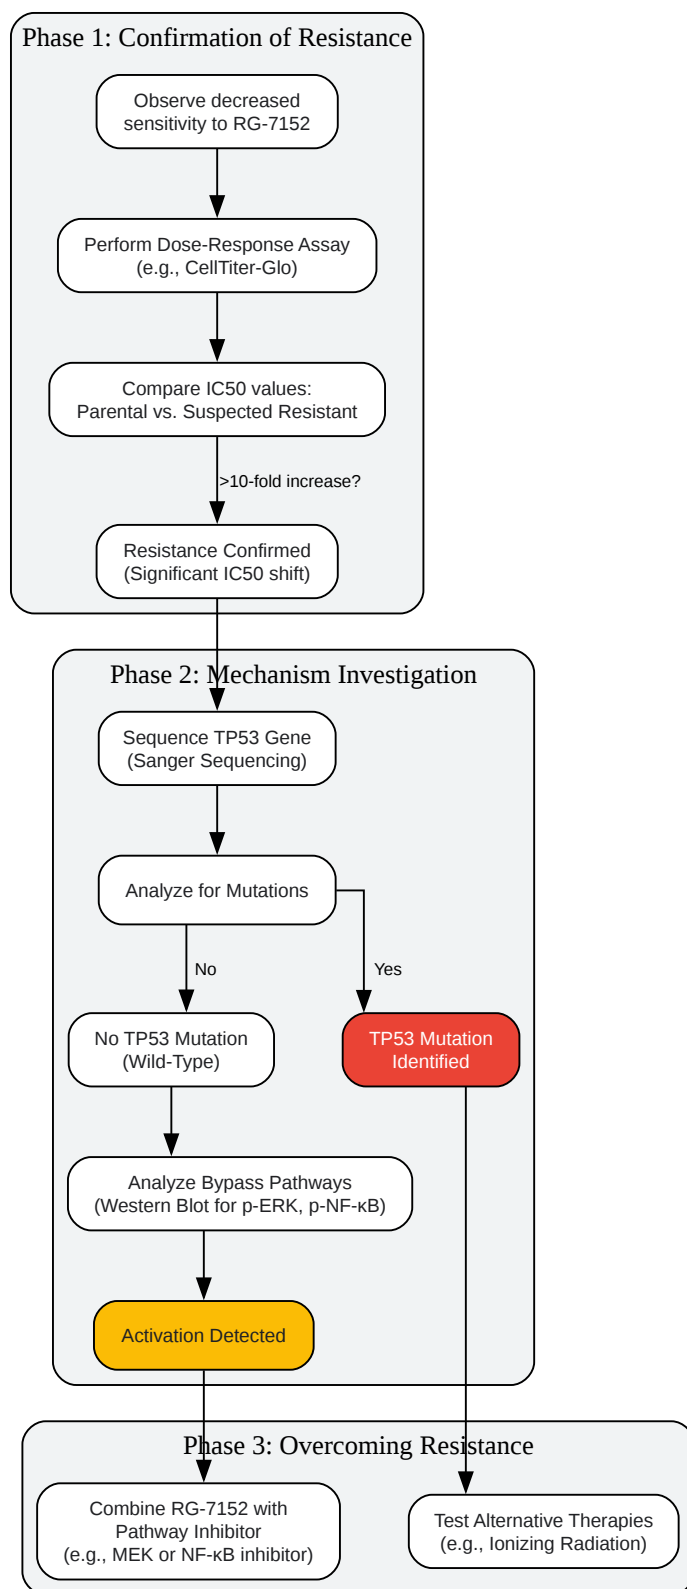 Phase 1: Confirmation of Resistance
Observe decreased
sensitivity to RG-7152
Perform Dose-Response Assay
(e.g., CellTiter-Glo)
Compare IC50 values:
Parental vs. Suspected Resistant
>10-fold increase?
Resistance Confirmed
(Significant IC50 shift)
Phase 2: Mechanism Investigation
Sequence TP53 Gene
(Sanger Sequencing)
Analyze for Mutations
No
Yes
No TP53 Mutation
(Wild-Type)
TP53 Mutation
Identified
Analyze Bypass Pathways
(Western Blot for p-ERK, p-NF-κB)
Activation Detected
Phase 3: Overcoming Resistance
Combine RG-7152 with
Pathway Inhibitor
(e.g., MEK or NF-κB inhibitor)
Test Alternative Therapies
(e.g., Ionizing Radiation)